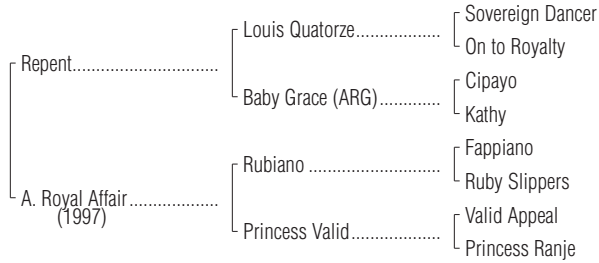 Sovereign Dancer
Louis Quatorze..................
On to Royalty
Repent...............................
Cipayo
Baby Grace (ARG).............
Kathy
Fappiano
Rubiano ............................
Ruby Slippers
A. Royal Affair...................
(1997)
Valid Appeal
Princess Valid...................
Princess Ranje